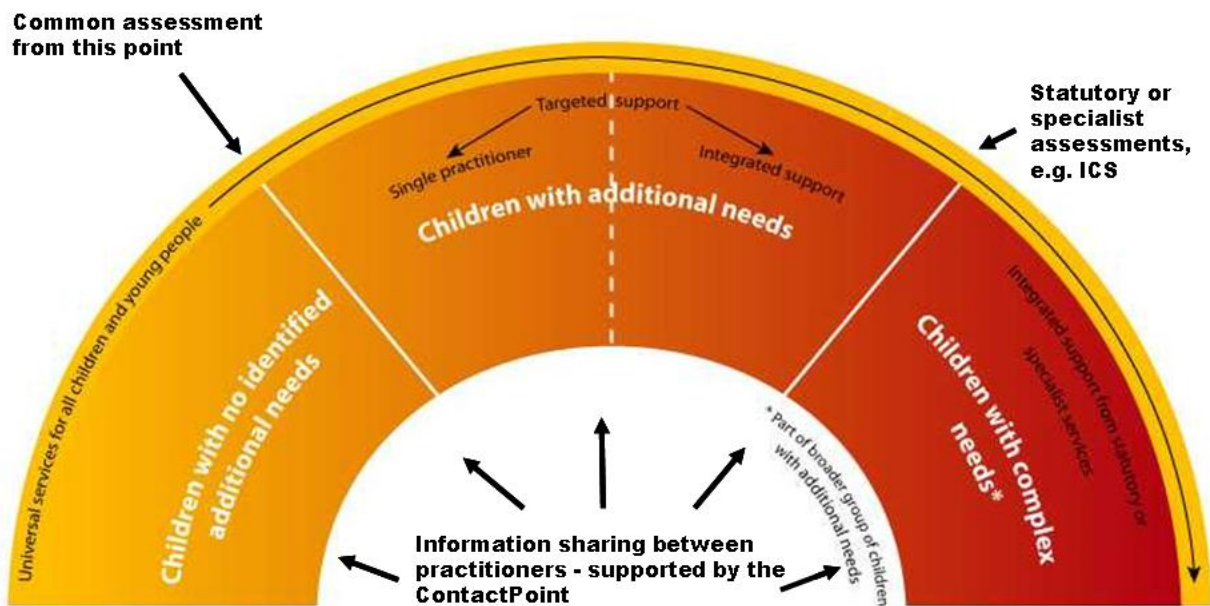 Common assessment
from this point
Statutory or
specialist
assessments,
e.g. ICS
Targeted support
Single practitioner
Integrated support
Children with additional needs
Universal services for all children and young people
Children with no identified
additional needs
Integrated support from statutory or
specialist services
Children with complex
needs*
* Part of broader group of children
with additional needs
Information sharing between
practitioners - supported by the
ContactPoint